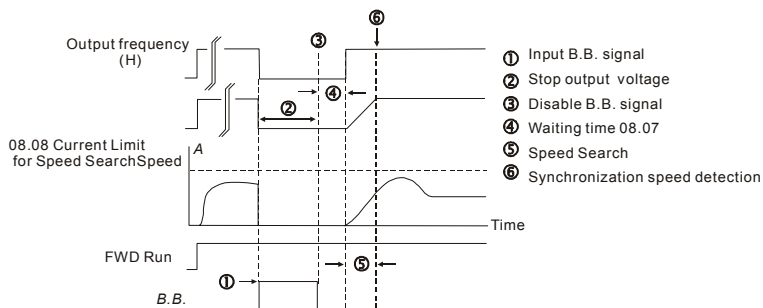 ⑥
Output frequency
(H)
③
① Input B.B. signal
② Stop output voltage
③ Disable B.B. signal
④ Waiting time 08.07
⑤ Speed Search
⑥ Synchronization speed detection
④
②
08.08 Current Limit
for Speed SearchSpeed
A
Time
FWD Run
⑤
①
B.B.